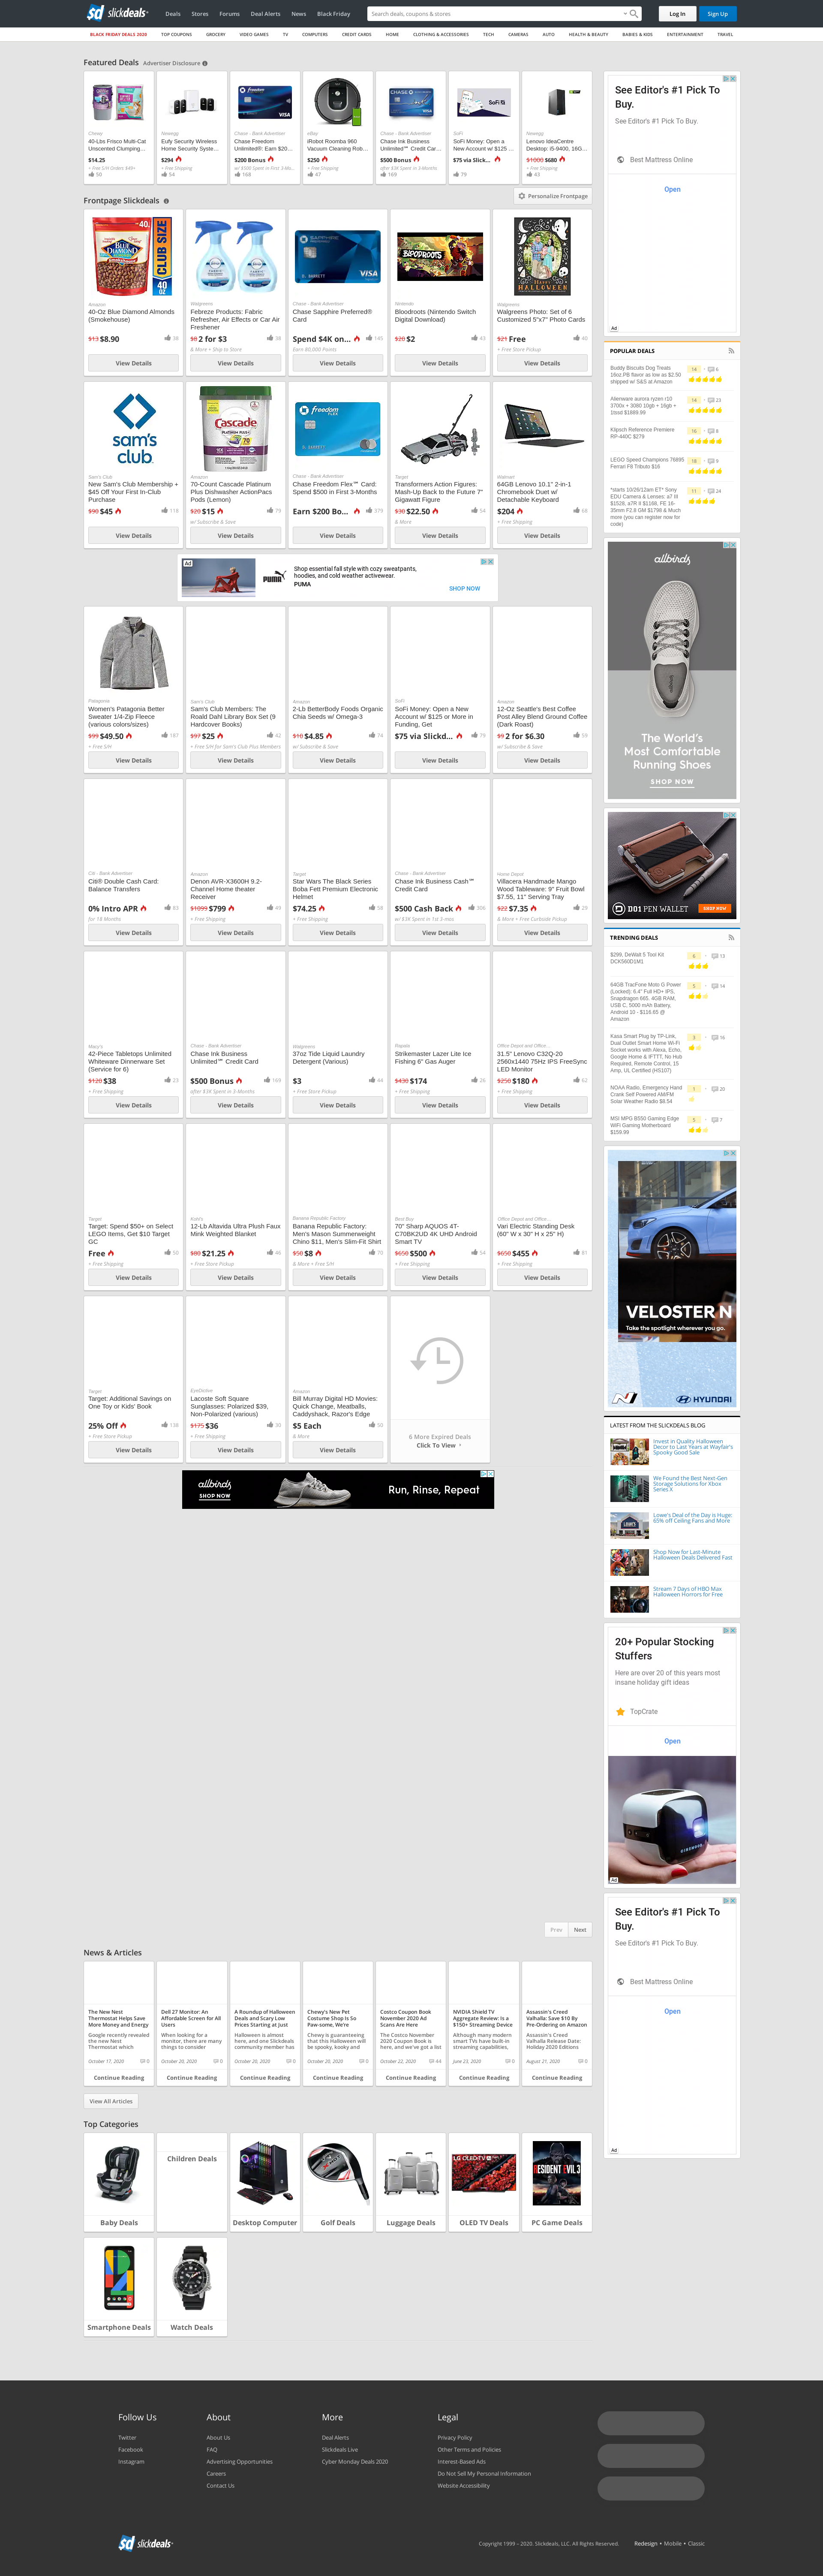 slickdeals
Deals Stores Forums Deal Alerts News Black Friday
Search deals, coupons & stores
Log In Sign Up
BLACK FRIDAY DEALS 2020 TOP COUPONS GROCERY VIDEO GAMES TV COMPUTERS CREDIT CARDS HOME CLOTHING & ACCESSORIES TECH CAMERAS AUTO HEALTH & BEAUTY BABIES & KIDS ENTERTAINMENT TRAVEL
Featured Deals Advertiser Disclosure
Chewy
40-Lbs Frisco Multi-Cat Unscented Clumping...
$14.25
+ Free S/H Orders $49+
50
Newegg
Eufy Security Wireless Home Security Syste...
$294
+ Free Shipping
54
Chase - Bank Advertiser
Chase Freedom Unlimited®: Earn $20...
$200 Bonus
w/ $500 Spent in First 3-Mo...
168
eBay
iRobot Roomba 960 Vacuum Cleaning Rob...
$250
+ Free Shipping
47
Chase - Bank Advertiser
Chase Ink Business Unlimited℠ Credit Car...
$500 Bonus
after $3K Spent in 3-Months
169
SoFi
SoFi Money: Open a New Account w/ $125 ...
$75 via Slick...
79
Newegg
Lenovo IdeaCentre Desktop: i5-9400, 16G...
$1000 $680
+ Free Shipping
43
Frontpage Slickdeals
Personalize Frontpage
Amazon
40-Oz Blue Diamond Almonds (Smokehouse)
$13 $8.90
38
View Details
Walgreens
Febreze Products: Fabric Refresher, Air Effects or Car Air Freshener
$8 2 for $3
38
& More + Ship to Store
View Details
Chase - Bank Advertiser
Chase Sapphire Preferred® Card
Spend $4K on...
140
Earn 80,000 Points
View Details
Nintendo
Bloodroots (Nintendo Switch Digital Download)
$20 $2
43
View Details
Walgreens
Walgreens Photo: Set of 6 Customized 5"x7" Photo Cards
$21 Free
40
+ Free Store Pickup
View Details
Sam's Club
New Sam's Club Membership + $45 Off Your First In-Club Purchase
$90 $45
118
View Details
Amazon
70-Count Cascade Platinum Plus Dishwasher ActionPacs Pods (Lemon)
$20 $15
79
w/ Subscribe & Save
View Details
Chase - Bank Advertiser
Chase Freedom Flex℠ Card: Spend $500 in First 3-Months
Earn $200 Bo...
379
View Details
Target
Transformers Action Figures: Mash-Up Back to the Future 7" Gigawatt Figure
$30 $22.50
54
& More
View Details
Walmart
64GB Lenovo 10.1" 2-in-1 Chromebook Duet w/ Detachable Keyboard
$204
68
+ Free Shipping
View Details
Ad
PUMA
Shop essential fall style with cozy sweatpants, hoodies, and cold weather activewear.
PUMA
SHOP NOW
Patagonia
Women's Patagonia Better Sweater 1/4-Zip Fleece (various colors/sizes)
$99 $49.50
187
+ Free S/H
View Details
Sam's Club
Sam's Club Members: The Roald Dahl Library Box Set (9 Hardcover Books)
$97 $25
42
+ Free S/H for Sam's Club Plus Members
View Details
Amazon
2-Lb BetterBody Foods Organic Chia Seeds w/ Omega-3
$10 $4.85
74
w/ Subscribe & Save
View Details
SoFi
SoFi Money: Open a New Account w/ $125 or More in Funding, Get
$75 via Slickd...
79
View Details
Amazon
12-Oz Seattle's Best Coffee Post Alley Blend Ground Coffee (Dark Roast)
$9 2 for $6.30
59
w/ Subscribe & Save
View Details
Citi - Bank Advertiser
Citi® Double Cash Card: Balance Transfers
0% Intro APR
83
for 18 Months
View Details
Amazon
Denon AVR-X3600H 9.2-Channel Home theater Receiver
$1099 $799
49
+ Free Shipping
View Details
Target
Star Wars The Black Series Boba Fett Premium Electronic Helmet
$74.25
58
+ Free Shipping
View Details
Chase - Bank Advertiser
Chase Ink Business Cash℠ Credit Card
$500 Cash Back
306
w/ $3K Spent in 1st 3-mos
View Details
Home Depot
Villacera Handmade Mango Wood Tableware: 9" Fruit Bowl $7.55, 11" Serving Tray
$22 $7.35
28
& More + Free Curbside Pickup
View Details
Macy's
42-Piece Tabletops Unlimited Whiteware Dinnerware Set (Service for 6)
$120 $38
23
+ Free Shipping
View Details
Chase - Bank Advertiser
Chase Ink Business Unlimited℠ Credit Card
$500 Bonus
169
after $3K Spent in 3-Months
View Details
Walgreens
37oz Tide Liquid Laundry Detergent (Various)
$3
44
+ Free Store Pickup
View Details
Rapala
Strikemaster Lazer Lite Ice Fishing 6" Gas Auger
$430 $174
26
+ Free Shipping
View Details
Office Depot and Office...
31.5" Lenovo C32Q-20 2560x1440 75Hz IPS FreeSync LED Monitor
$250 $180
62
+ Free Shipping
View Details
Target
Target: Spend $50+ on Select LEGO Items, Get $10 Target GC
Free
50
+ Free Shipping
View Details
Kohl's
12-Lb Altavida Ultra Plush Faux Mink Weighted Blanket
$80 $21.25
46
+ Free Store Pickup
View Details
Banana Republic Factory
Banana Republic Factory: Men's Mason Summerweight Chino $11, Men's Slim-Fit Shirt
$50 $8
70
& More + Free S/H
View Details
Best Buy
70" Sharp AQUOS 4T-C70BK2UD 4K UHD Android Smart TV
$650 $500
54
+ Free Shipping
View Details
Office Depot and Office...
Vari Electric Standing Desk (60" W x 30" H x 25" H)
$650 $455
81
+ Free Shipping
View Details
Target
Target: Additional Savings on One Toy or Kids' Book
25% Off
138
+ Free Store Pickup
View Details
EyeDictive
Lacoste Soft Square Sunglasses: Polarized $39, Non-Polarized (various)
$175 $36
30
+ Free Shipping
View Details
Amazon
Bill Murray Digital HD Movies: Quick Change, Meatballs, Caddyshack, Razor's Edge
$5 Each
50
& More
View Details
6 More Expired Deals
Click To View
allbirds
SHOP NOW
Run, Rinse, Repeat
Prev Next
News & Articles
The New Nest Thermostat Helps Save More Money and Energy
Google recently revealed the new Nest Thermostat which
October 17, 2020 0
Continue Reading
Dell 27 Monitor: An Affordable Screen for All Users
When looking for a monitor, there are many things to consider
October 20, 2020 0
Continue Reading
A Roundup of Halloween Deals and Scary Low Prices Starting at Just
Halloween is almost here, and one Slickdeals community member has
October 20, 2020 0
Continue Reading
Chewy's New Pet Costume Shop Is So Paw-some, We're
Chewy is guaranteeing that this Halloween will be spooky, kooky and
October 20, 2020 0
Continue Reading
Costco Coupon Book November 2020 Ad Scans Are Here
The Costco November 2020 Coupon Book is here, and we've got a list
October 22, 2020 44
Continue Reading
NVIDIA Shield TV Aggregate Review: Is a $150+ Streaming Device
Although many modern smart TVs have built-in streaming capabilities,
June 23, 2020 0
Continue Reading
Assassin's Creed Valhalla: Save $10 By Pre-Ordering on Amazon
Assassin's Creed Valhalla Release Date: Holiday 2020 Editions
August 21, 2020 0
Continue Reading
View All Articles
Top Categories
Baby Deals
Children Deals
Desktop Computer
Golf Deals
Luggage Deals
OLED TV Deals
PC Game Deals
Smartphone Deals
Watch Deals
See Editor's #1 Pick To Buy.
See Editor's #1 Pick To Buy.
Best Mattress Online
Open
Ad
POPULAR DEALS
Buddy Biscuits Dog Treats 16oz PB flavor as low as $2.50 shipped w/ S&S at Amazon
14 6
Alienware aurora ryzen r10 3700x + 3080 10gb + 16gb + 1tssd $1889.99
14 23
Klipsch Reference Premiere RP-440C $279
16 8
LEGO Speed Champions 76895 Ferrari F8 Tributo $16
18 9
*starts 10/26/12am ET* Sony EDU Camera & Lenses: a7 III $1528, a7R II $1168, FE 16-35mm F2.8 GM $1798 & Much more (you can register now for code)
11 24
allbirds
The World's Most Comfortable Running Shoes
SHOP NOW
D01 PEN WALLET
SHOP NOW
TRENDING DEALS
$299, DeWalt 5 Tool Kit DCK560D1M1
6 13
64GB TracFone Moto G Power (Locked): 6.4" Full HD+ IPS, Snapdragon 665, 4GB RAM, USB C, 5000 mAh Battery, Android 10 - $116.65 @ Amazon
5 14
Kasa Smart Plug by TP-Link, Dual Outlet Smart Home Wi-Fi Socket works with Alexa, Echo, Google Home & IFTTT, No Hub Required, Remote Control, 15 Amp, UL Certified (HS107)
3 16
NOAA Radio, Emergency Hand Crank Self Powered AM/FM Solar Weather Radio $8.54
1 20
MSI MPG B550 Gaming Edge WiFi Gaming Motherboard $159.99
5 7
VELOSTER N
Take the spotlight wherever you go.
N HYUNDAI
LATEST FROM THE SLICKDEALS BLOG
Invest in Quality Halloween Decor to Last Years at Wayfair's Spooky Good Sale
We Found the Best Next-Gen Storage Solutions for Xbox Series X
Lowe's Deal of the Day is Huge: 65% off Ceiling Fans and More
Shop Now for Last-Minute Halloween Deals Delivered Fast
Stream 7 Days of HBO Max Halloween Horrors for Free
20+ Popular Stocking Stuffers
Here are over 20 of this years most insane holiday gift ideas
TopCrate
Open
Ad
See Editor's #1 Pick To Buy.
See Editor's #1 Pick To Buy.
Best Mattress Online
Open
Ad
Follow Us
Twitter
Facebook
Instagram
About
About Us
FAQ
Advertising Opportunities
Careers
Contact Us
More
Deal Alerts
Slickdeals Live
Cyber Monday Deals 2020
Legal
Privacy Policy
Other Terms and Policies
Interest-Based Ads
Do Not Sell My Personal Information
Website Accessibility
slickdeals
Copyright 1999 - 2020. Slickdeals, LLC. All Rights Reserved.
Redesign • Mobile • Classic